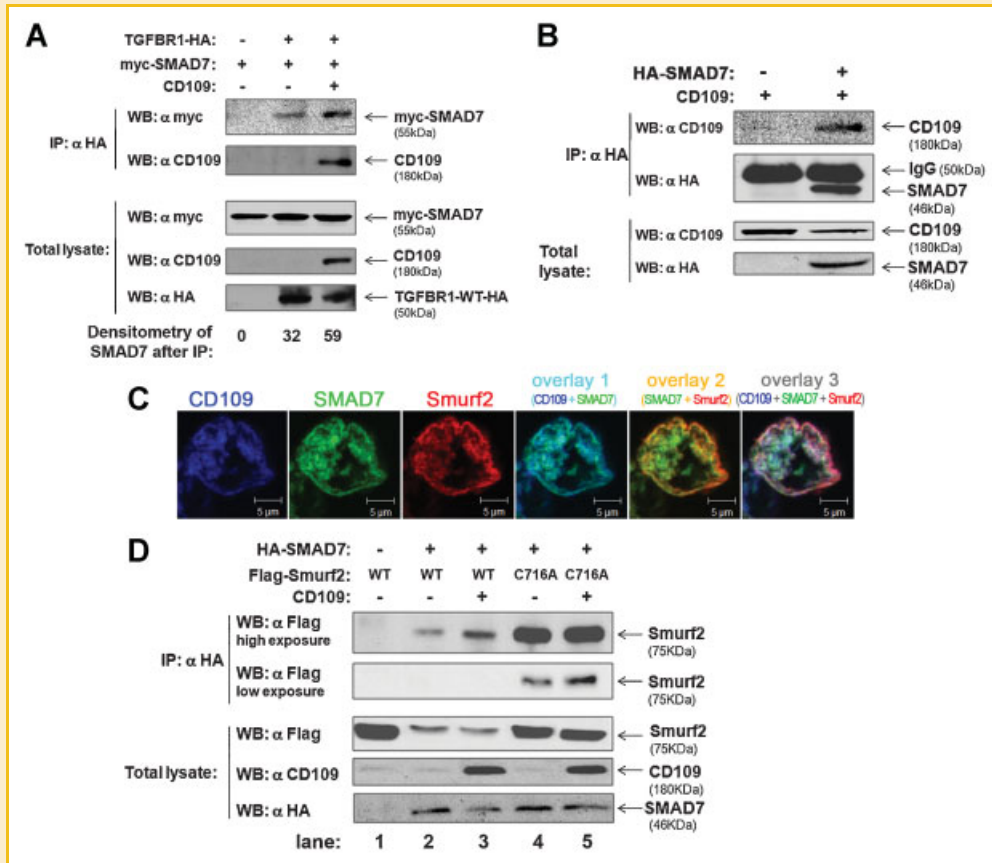 A
TGFBR1-HA - + +
myc-SMAD7: + + +
CD109: - - +
IP: α HA
WB: α myc
myc-SMAD7
(55kDa)
WB: α CD109
CD109
(180kDa)
Total lysate:
WB: α myc
myc-SMAD7
(55kDa)
WB: α CD109
CD109
(180kDa)
WB: α HA
TGFBR1-WT-HA
(50kDa)
Densitometry of 0 32 59
SMAD7 after IP:
B
HA-SMAD7: - +
CD109: + +
IP: α HA
WB: α CD109
CD109
(180kDa)
WB: α HA
IgG (50kDa)
SMAD7
(46kDa)
Total
lysate:
WB: α CD109
CD109
(180kDa)
WB: α HA
SMAD7
(46kDa)
C
CD109 SMAD7 Smurf2 overlay 1 overlay 2 overlay 3
(CD109 + SMAD7) (SMAD7 + Smurf2) (CD109 + SMAD7 + Smurf2)
5 µm 5 µm 5 µm 5 µm 5 µm 5 µm
D
HA-SMAD7: - + + + +
Flag-Smurf2: WT WT WT C716A C716A
CD109: - - + - +
IP: α HA
WB: α Flag
high exposure
Smurf2
(75KDa)
WB: α Flag
low exposure
Smurf2
(75KDa)
Total lysate:
WB: α Flag
Smurf2
(75KDa)
WB: α CD109
CD109
(180KDa)
WB: α HA
SMAD7
(46KDa)
lane: 1 2 3 4 5